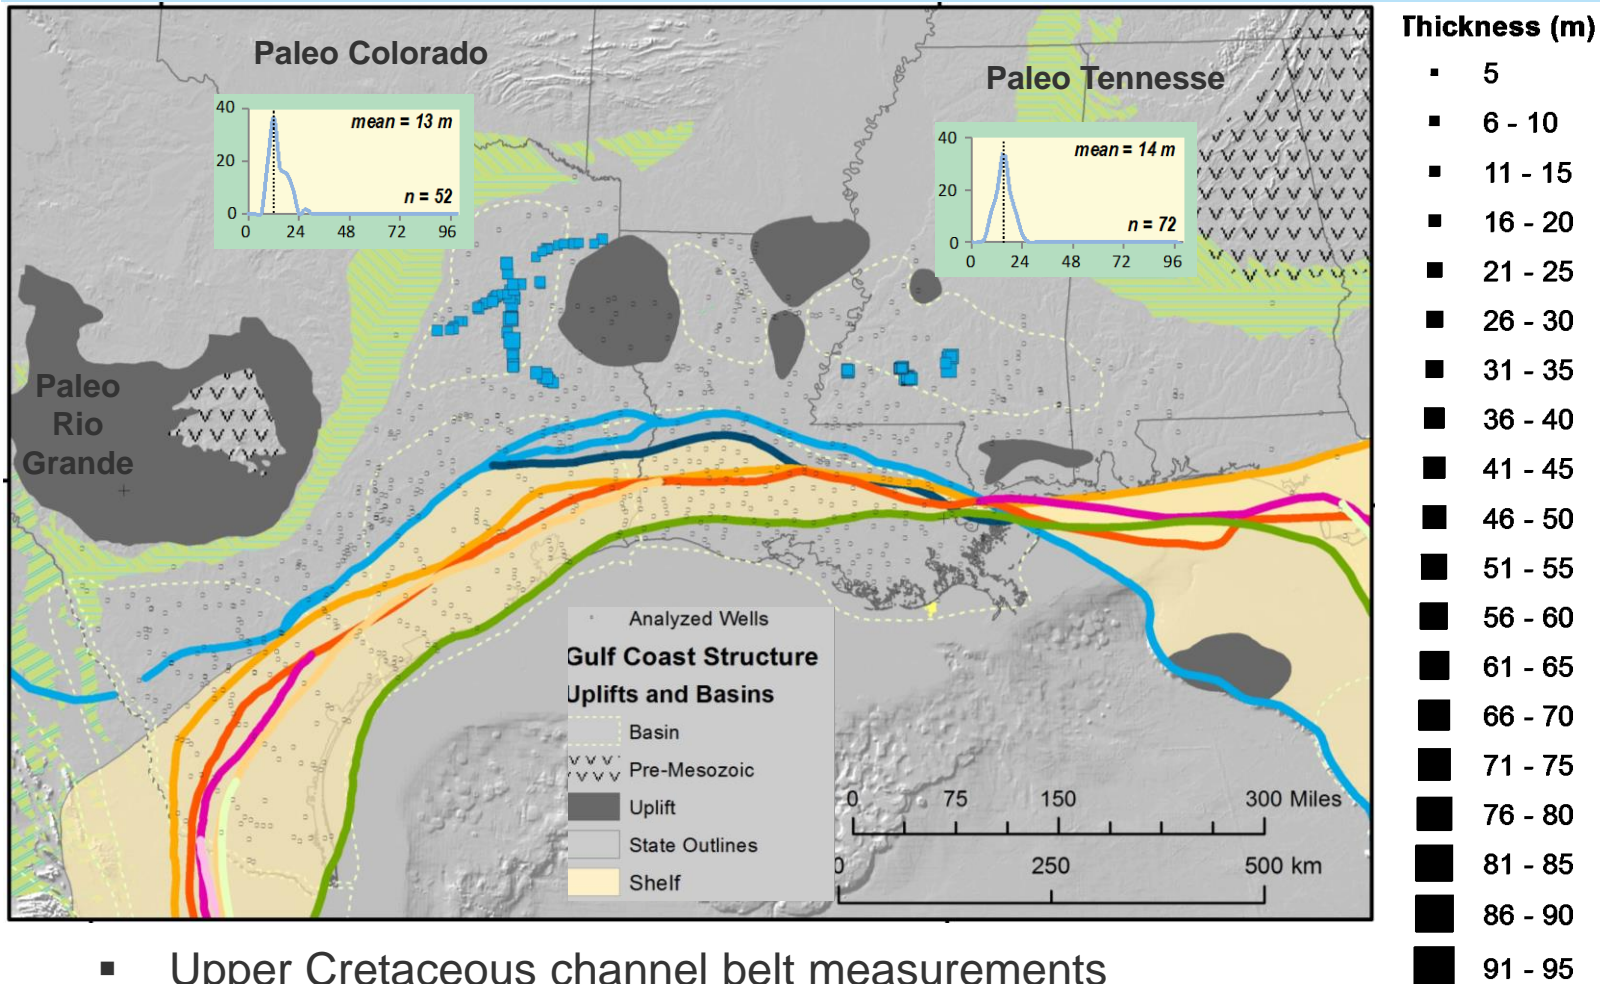 Thickness (m)
5
6 - 10
11 - 15
16 - 20
21 - 25
26 - 30
31 - 35
36 - 40
41 - 45
46 - 50
51 - 55
56 - 60
61 - 65
66 - 70
71 - 75
76 - 80
81 - 85
86 - 90
91 - 95
Paleo Colorado
40
20
0
mean = 13 m
n = 52
0 24 48 72 96
Paleo Tennesse
40
20
0
mean = 14 m
n = 72
0 24 48 72 96
Paleo
Rio
Grande
Analyzed Wells
Gulf Coast Structure
Uplifts and Basins
Basin
Pre-Mesozoic
Uplift
State Outlines
Shelf
0 75 150 300 Miles
0 250 500 km
▪ Upper Cretaceous channel belt measurements